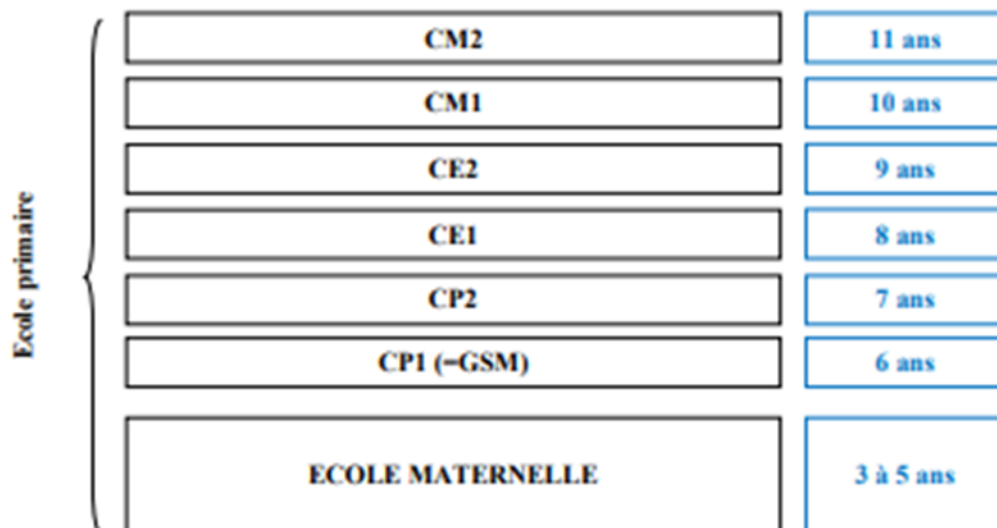 CM2 11 ans
CM1 10 ans
CE2 9 ans
CE1 8 ans
Ecole primaire
CP2 7 ans
CP1 (=GSM) 6 ans
ECOLE MATERNELLE 3 à 5 ans